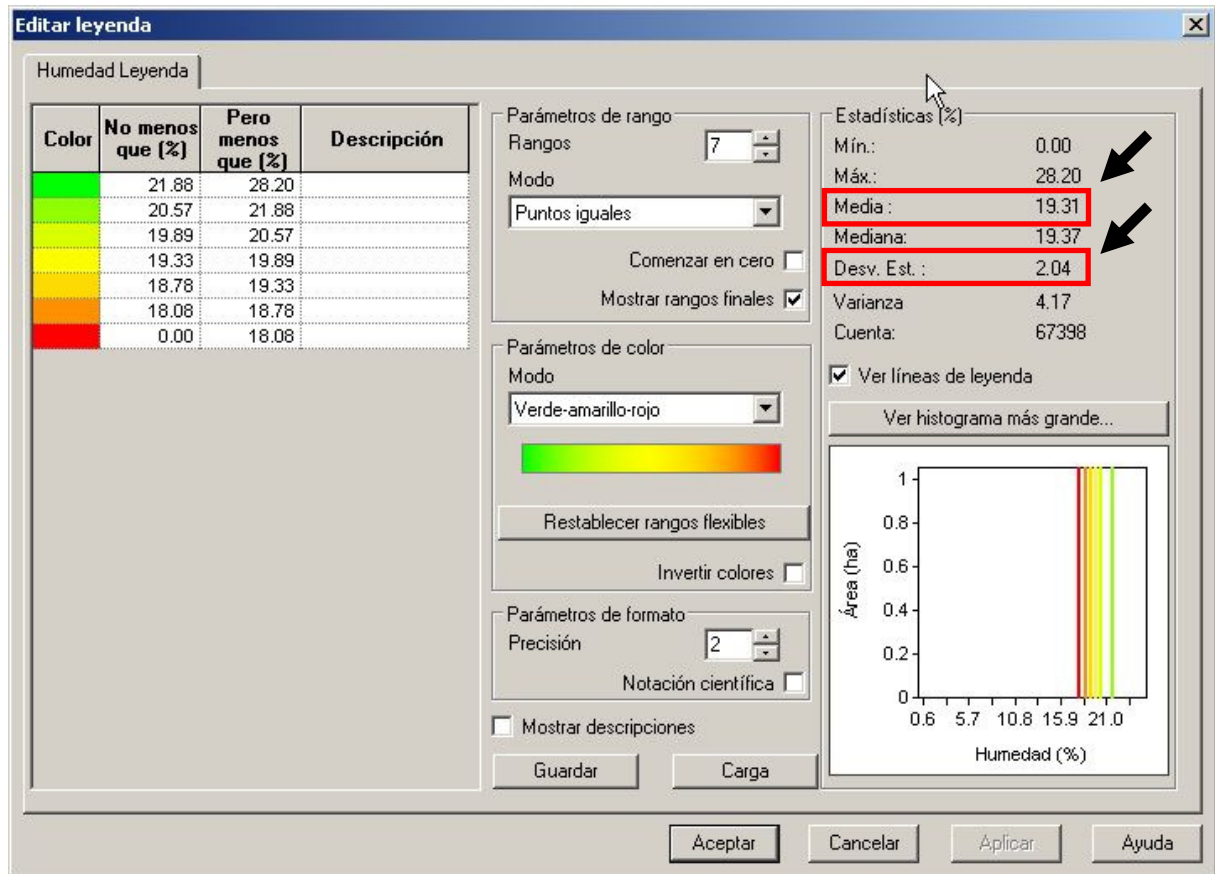 Editar leyenda
Humedad Leyenda
Color No menos que (%) Pero menos que (%) Descripción
21.88 28.20
20.57 21.88
19.89 20.57
19.33 19.89
18.78 19.33
18.08 18.78
0.00 18.08
Parámetros de rango
Rangos 7
Modo
Puntos iguales
Comenzar en cero
Mostrar rangos finales
Parámetros de color
Modo
Verde-amarillo-rojo
Restablecer rangos flexibles
Invertir colores
Parámetros de formato
Precisión 2
Notación científica
Mostrar descripciones
Guardar Carga
Estadísticas (%)
Mín.: 0.00
Máx.: 28.20
Media : 19.31
Mediana: 19.37
Desv. Est. : 2.04
Varianza 4.17
Cuenta: 67398
Ver líneas de leyenda
Ver histograma más grande...
1
0.8
0.6
0.4
0.2
0
Área (ha)
0.6 5.7 10.8 15.9 21.0
Humedad (%)
Aceptar Cancelar Aplicar Ayuda